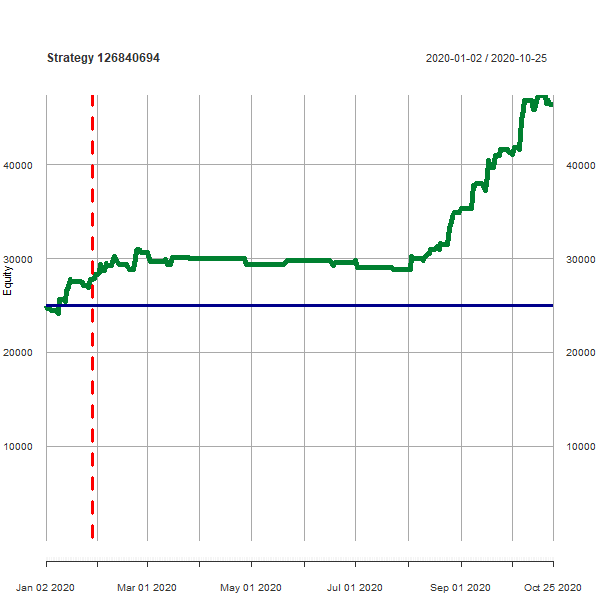 Strategy 126840694
2020-01-02 / 2020-10-25
40000
40000
30000
30000
Equity
20000
20000
10000
10000
Jan 02 2020
Mar 01 2020
May 01 2020
Jul 01 2020
Sep 01 2020
Oct 25 2020